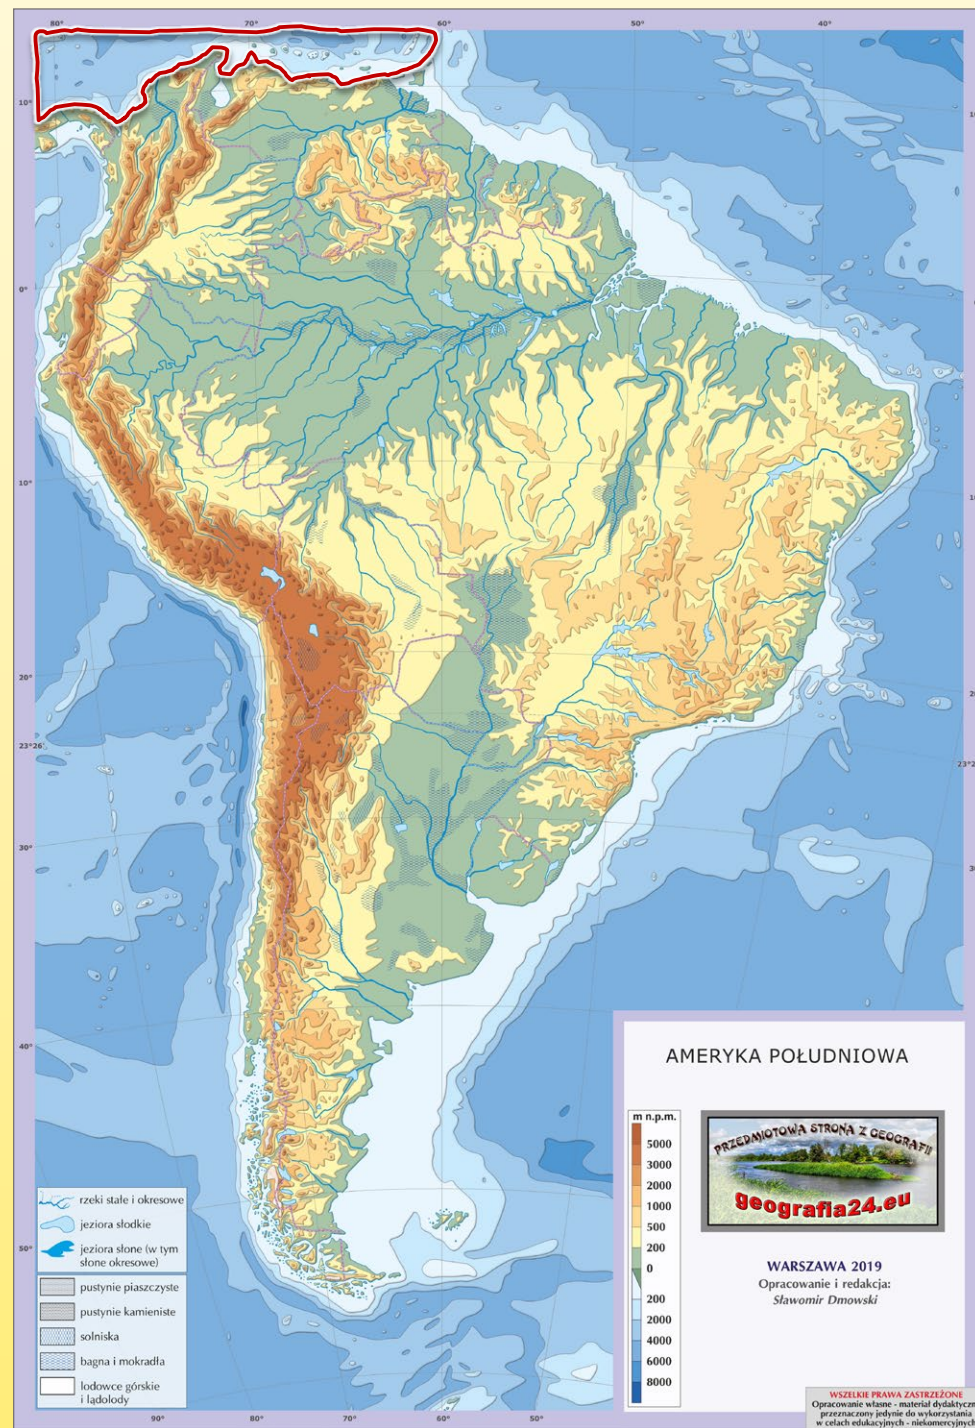 80°
70°
60°
50°
40°
10°
0°
10°
20°
23°26'
30°
40°
50°
90°
80°
70°
60°
50°
AMERYKA POŁUDNIOWA
m n.p.m.
5000
3000
2000
1000
500
200
0
200
2000
4000
6000
8000
PRZEDMIOTOWA STRONA Z GEOGRAFII
geografia24.eu
WARSZAWA 2019
Opracowanie i redakcja:
Sławomir Dmowski
rzeki stałe i okresowe
jeziora słodkie
jeziora słone (w tym
słone okresowe)
pustynie piaszczyste
pustynie kamieniste
solniska
bagna i mokradła
lodowce górskie
i lądolody
WSZELKIE PRAWA ZASTRZEŻONE
Opracowanie własne - materiał dydaktyczn
przeznaczony jedynie do wykorzystania
w celach edukacyjnych - niekomercyjnych